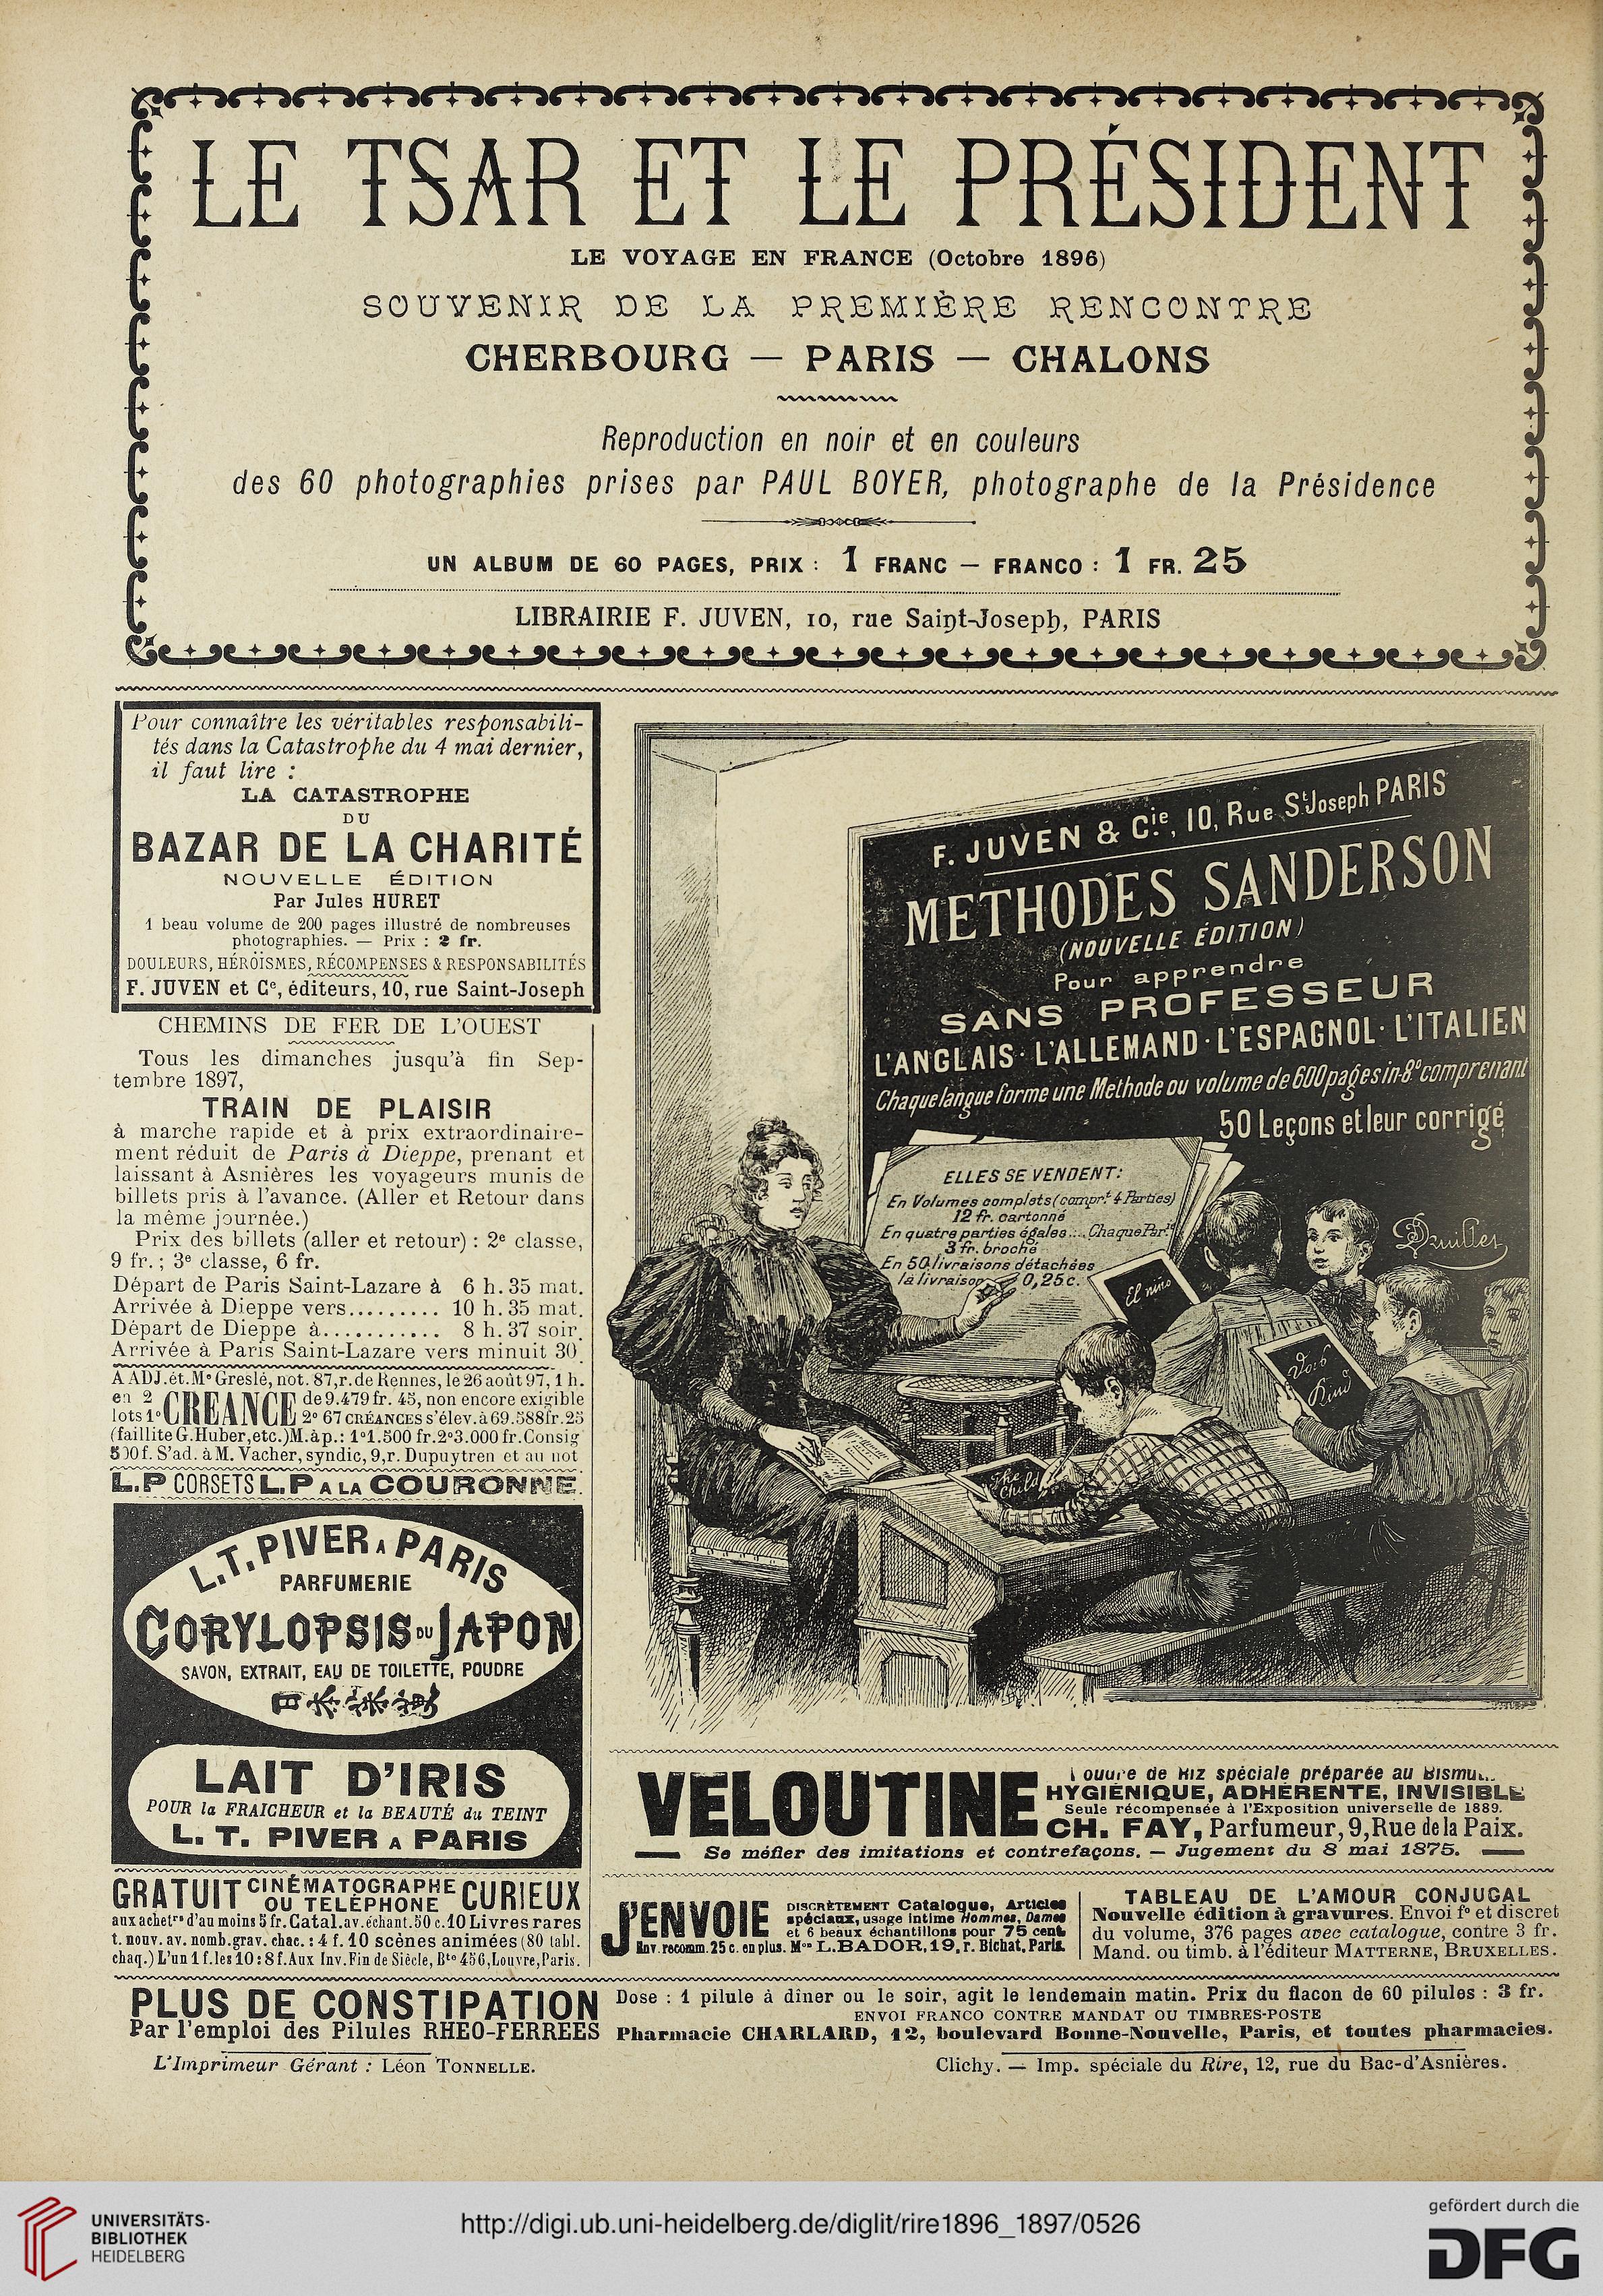 LE TSAR ET LE PRÉSIDENT
LE VOYAGE EN FRANCE (Octobre 1896)
SOUVENIR DE LA PREMIÈRE RENCONTRE
CHERBOURG — PARIS — CHALONS
Reproduction en noir et en couleurs
des 60 photographies prises par PAUL BOYER, photographe de la Présidence
UN ALBUM DE 60 PAGES, PRIX : 1 FRANC — FRANCO : 1 FR. 25
LIBRAIRIE F. JUVEN, 10, rue Saint-Joseph, PARIS
Pour connaître les véritables responsabili-
tés dans la Catastrophe du 4 mai dernier,
il faut lire :
LA CATASTROPHE
DU
BAZAR DE LA CHARITÉ
NOUVELLE ÉDITION
Par Jules HURET
1 beau volume de 200 pages illustré de nombreuses
photographies. — Prix : 2 fr.
DOULEURS, HÉROÏSMES, RÉCOMPENSES & RESPONSABILITÉS
F. JUVEN et Ce, éditeurs, 10, rue Saint-Joseph
CHEMINS DE FER DE L'OUEST
Tous les dimanches jusqu'à fin Sep-
tembre 1897,
TRAIN DE PLAISIR
à marche rapide et à prix extraordinaire-
ment réduit de Paris à Dieppe, prenant et
laissant à Asnières les voyageurs munis de
billets pris à l'avance. (Aller et Retour dans
la même journée.)
Prix des billets (aller et retour) : 2e classe,
9 fr. ; 3e classe, 6 fr.
Départ de Paris Saint-Lazare à 6 h. 35 mat.
Arrivée à Dieppe vers......... 10 h. 35 mat.
Départ de Dieppe à........... 8 h. 37 soir.
Arrivée à Paris Saint-Lazare vers minuit 30.
A ADJ. ét. Me Greslé, not. 87, r. de Rennes, le 26 août 97, 1 h.
en 2 lots 1° CRÉANCE de 9.479 fr. 45, non encore exigible
2° 67 CRÉANCES s'élev. à 69.588 fr. 25
(faillite G. Huber, etc.) M. à p. : 1° 1.500 fr. 2° 3.000 fr. Consig
500 f. S'ad. à M. Vacher, syndic, 9, r. Dupuytren et au not
L.P CORSETS L.P A LA COURONNE.
L.T. PIVER A PARIS
PARFUMERIE
CORYLOPSIS DU JAPON
SAVON, EXTRAIT, EAU DE TOILETTE, POUDRE
LAIT D'IRIS
POUR la FRAICHEUR et la BEAUTÉ du TEINT
L. T. PIVER A PARIS
GRATUIT CINÉMATOGRAPHE OU TÉLÉPHONE CURIEUX
aux achetrs d'au moins 5 fr. Catal. av. échant. 50 c. 10 Livres rares
t. nouv. av. nomb. grav. chac. : 4 f. 10 scènes animées (80 tabl.
chaq.) L'un 1 f. les 10 : 8 f. Aux Inv. Fin de Siècle, Bte 456, Louvre, Paris.
F. JUVEN & Cie, 10, Rue St Joseph PARIS
METHODES SANDERSON
(NOUVELLE ÉDITION)
Pour apprendre
SANS PROFESSEUR
L'ANGLAIS · L'ALLEMAND · L'ESPAGNOL · L'ITALIEN
Chaque langue forme une Methode ou volume de 600 pages in-8° comprenant
50 Leçons et leur corrigé
ELLES SE VENDENT:
En Volumes complets (compr.t 4 Parties)
12 fr. cartonné
En quatre parties égales.... Chaque Part.
3 fr. broché
En 50 livraisons détachées
la livraison 0,25 c.
El niño
Das Kind
The Child
VELOUTINE
Poudre de Riz spéciale préparée au Bismuth
HYGIÉNIQUE, ADHÉRENTE, INVISIBLE
Seule récompensée à l'Exposition universelle de 1889.
CH. FAY, Parfumeur, 9, Rue de la Paix.
Se méfier des imitations et contrefaçons. — Jugement du 8 mai 1875.
J'ENVOIE DISCRÈTEMENT Catalogue, Articles
spéciaux, usage intime Hommes, Dames
et 6 beaux échantillons pour 75 cent.
Env. recomm. 25 c. en plus. Mon L. BADOR, 19, r. Bichat, Paris.
TABLEAU DE L'AMOUR CONJUGAL
Nouvelle édition à gravures. Envoi fo et discret
du volume, 376 pages avec catalogue, contre 3 fr.
Mand. ou timb. à l'éditeur MATTERNE, BRUXELLES.
PLUS DE CONSTIPATION
Par l'emploi des Pilules RHEO-FERREES
Dose : 1 pilule à dîner ou le soir, agit le lendemain matin. Prix du flacon de 60 pilules : 3 fr.
ENVOI FRANCO CONTRE MANDAT OU TIMBRES-POSTE
Pharmacie CHARLARD, 12, boulevard Bonne-Nouvelle, Paris, et toutes pharmacies.
L'Imprimeur Gérant : Léon TONNELLE.
Clichy. — Imp. spéciale du Rire, 12, rue du Bac-d'Asnières.
UNIVERSITÄTS-
BIBLIOTHEK
HEIDELBERG
http://digi.ub.uni-heidelberg.de/diglit/rire1896_1897/0526
gefördert durch die
DFG